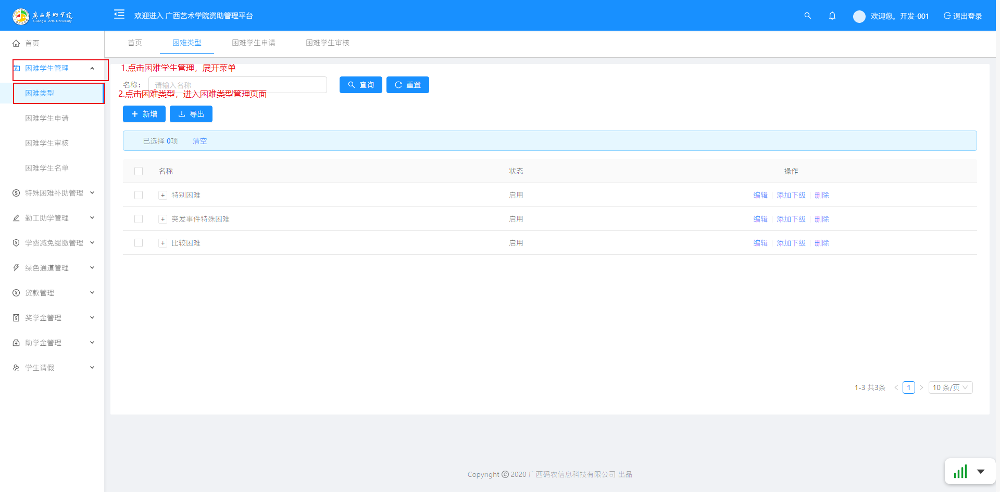 廣西藝術學院
Guangxi Arts University
欢迎进入 广西艺术学院资助管理平台
欢迎您，开发-001
退出登录
首页
困难学生管理
困难类型
困难学生申请
困难学生审核
困难学生名单
特殊困难补助管理
勤工助学管理
学费减免缓缴管理
绿色通道管理
贷款管理
奖学金管理
助学金管理
学生请假
首页 困难类型 困难学生申请 困难学生审核
1.点击困难学生管理，展开菜单
名称： 请输入名称 查询 重置
2.点击困难类型，进入困难类型管理页面
新增 导出
已选择 0项 清空
名称 状态 操作
特别困难 启用 编辑 添加下级 删除
突发事件特殊困难 启用 编辑 添加下级 删除
比较困难 启用 编辑 添加下级 删除
1-3 共3条 < 1 > 10 条/页
Copyright © 2020 广西码农信息科技有限公司 出品